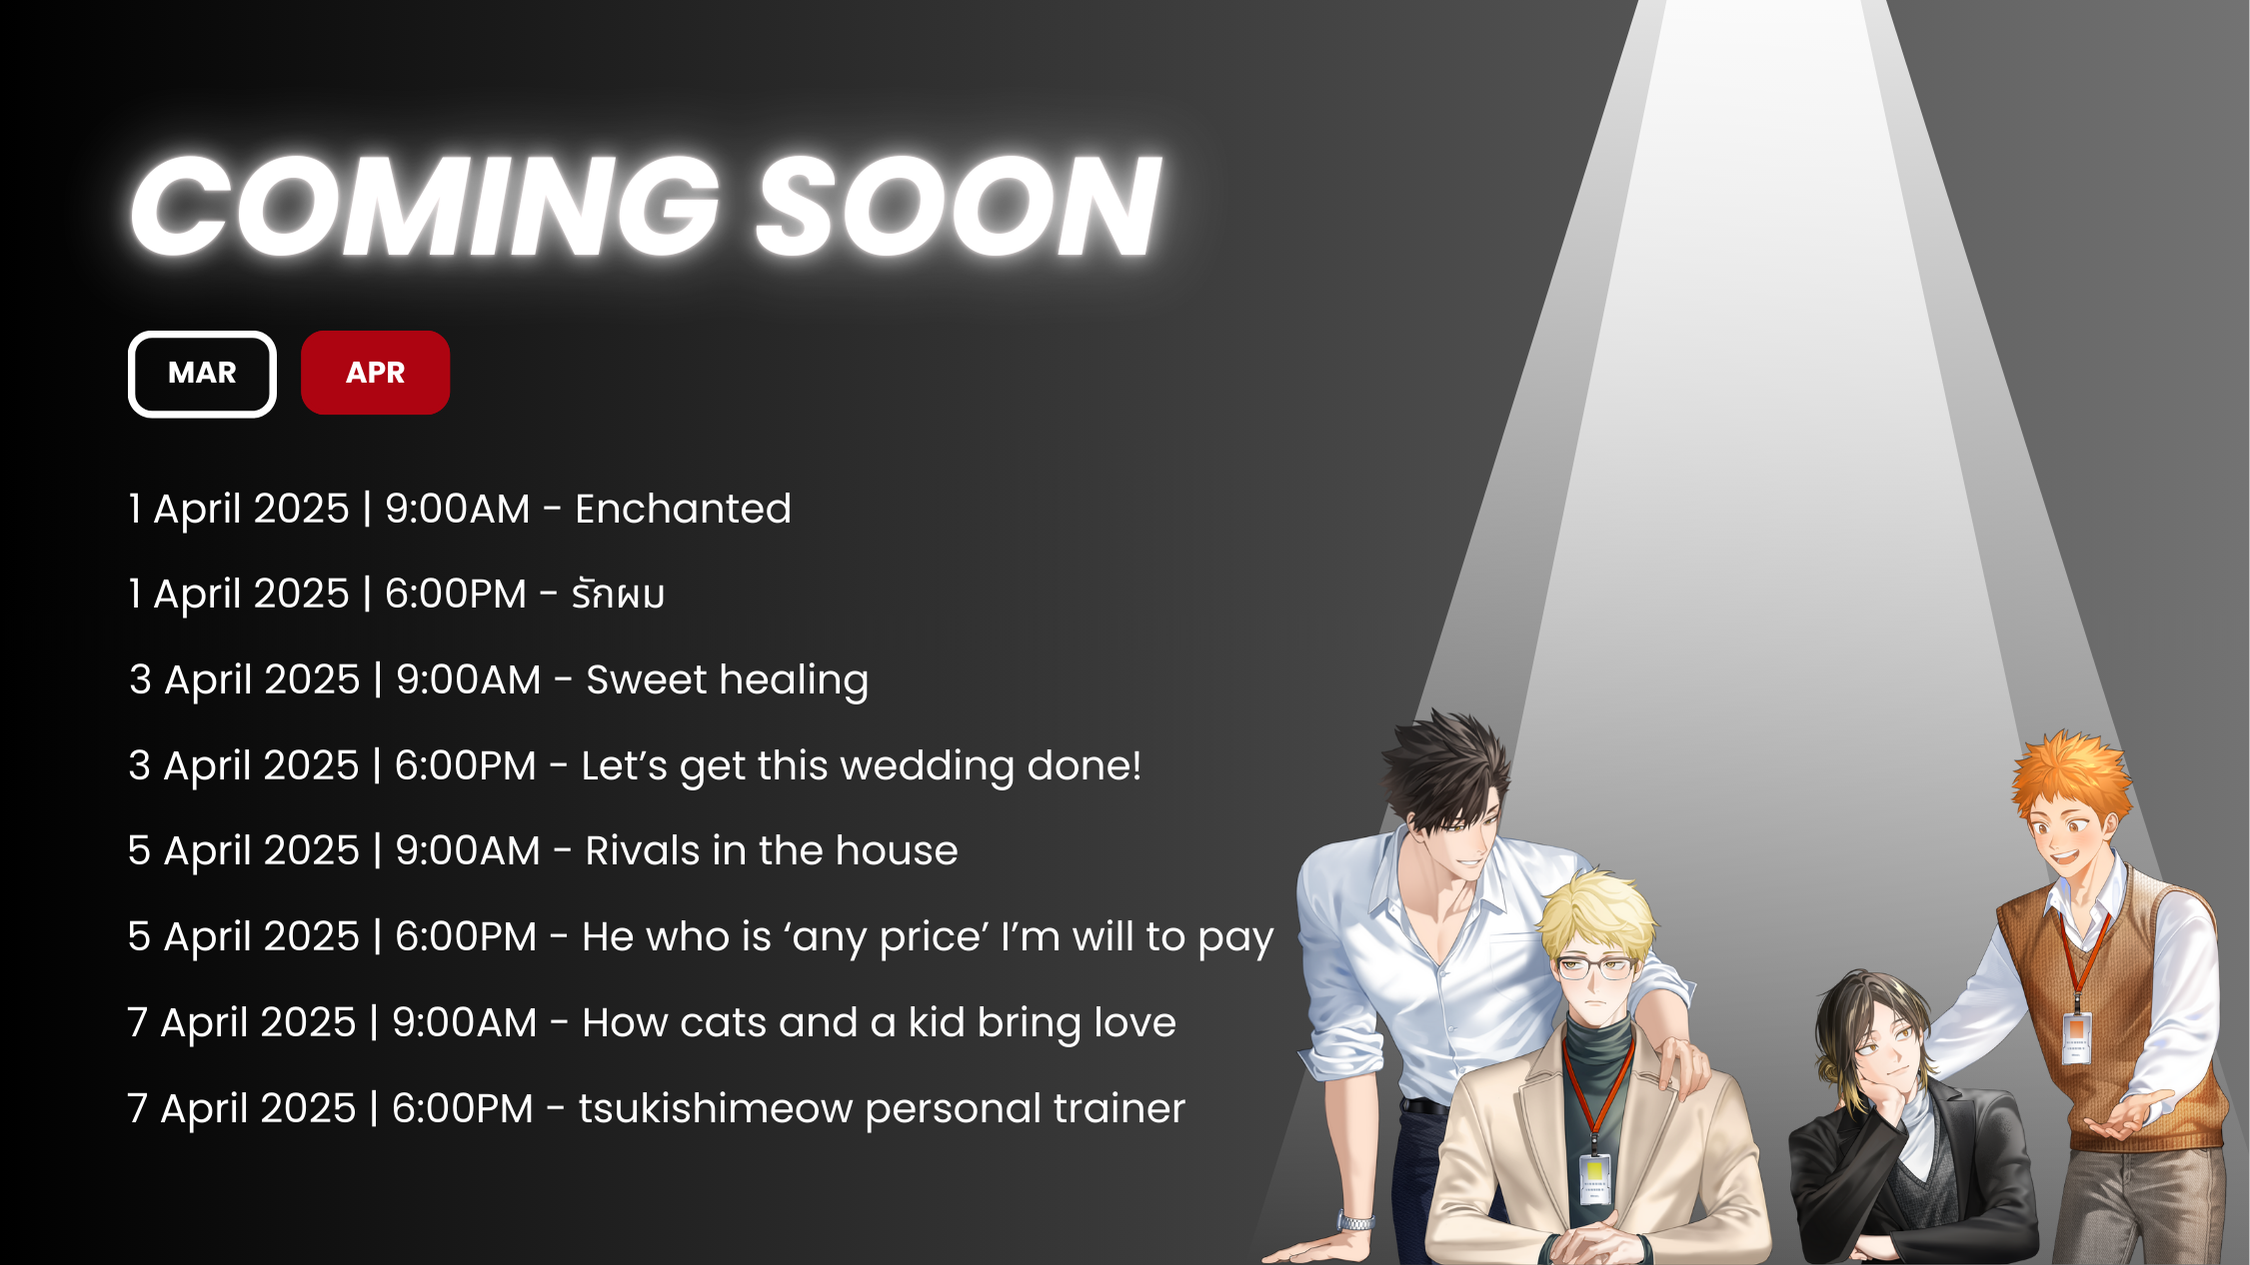 COMING SOON
MAR
APR
1 April 2025 | 9:00AM - Enchanted
1 April 2025 | 6:00PM - รักผม
3 April 2025 | 9:00AM - Sweet healing
3 April 2025 | 6:00PM - Let’s get this wedding done!
5 April 2025 | 9:00AM - Rivals in the house
5 April 2025 | 6:00PM - He who is ‘any price’ I’m will to pay
7 April 2025 | 9:00AM - How cats and a kid bring love
7 April 2025 | 6:00PM - tsukishimeow personal trainer